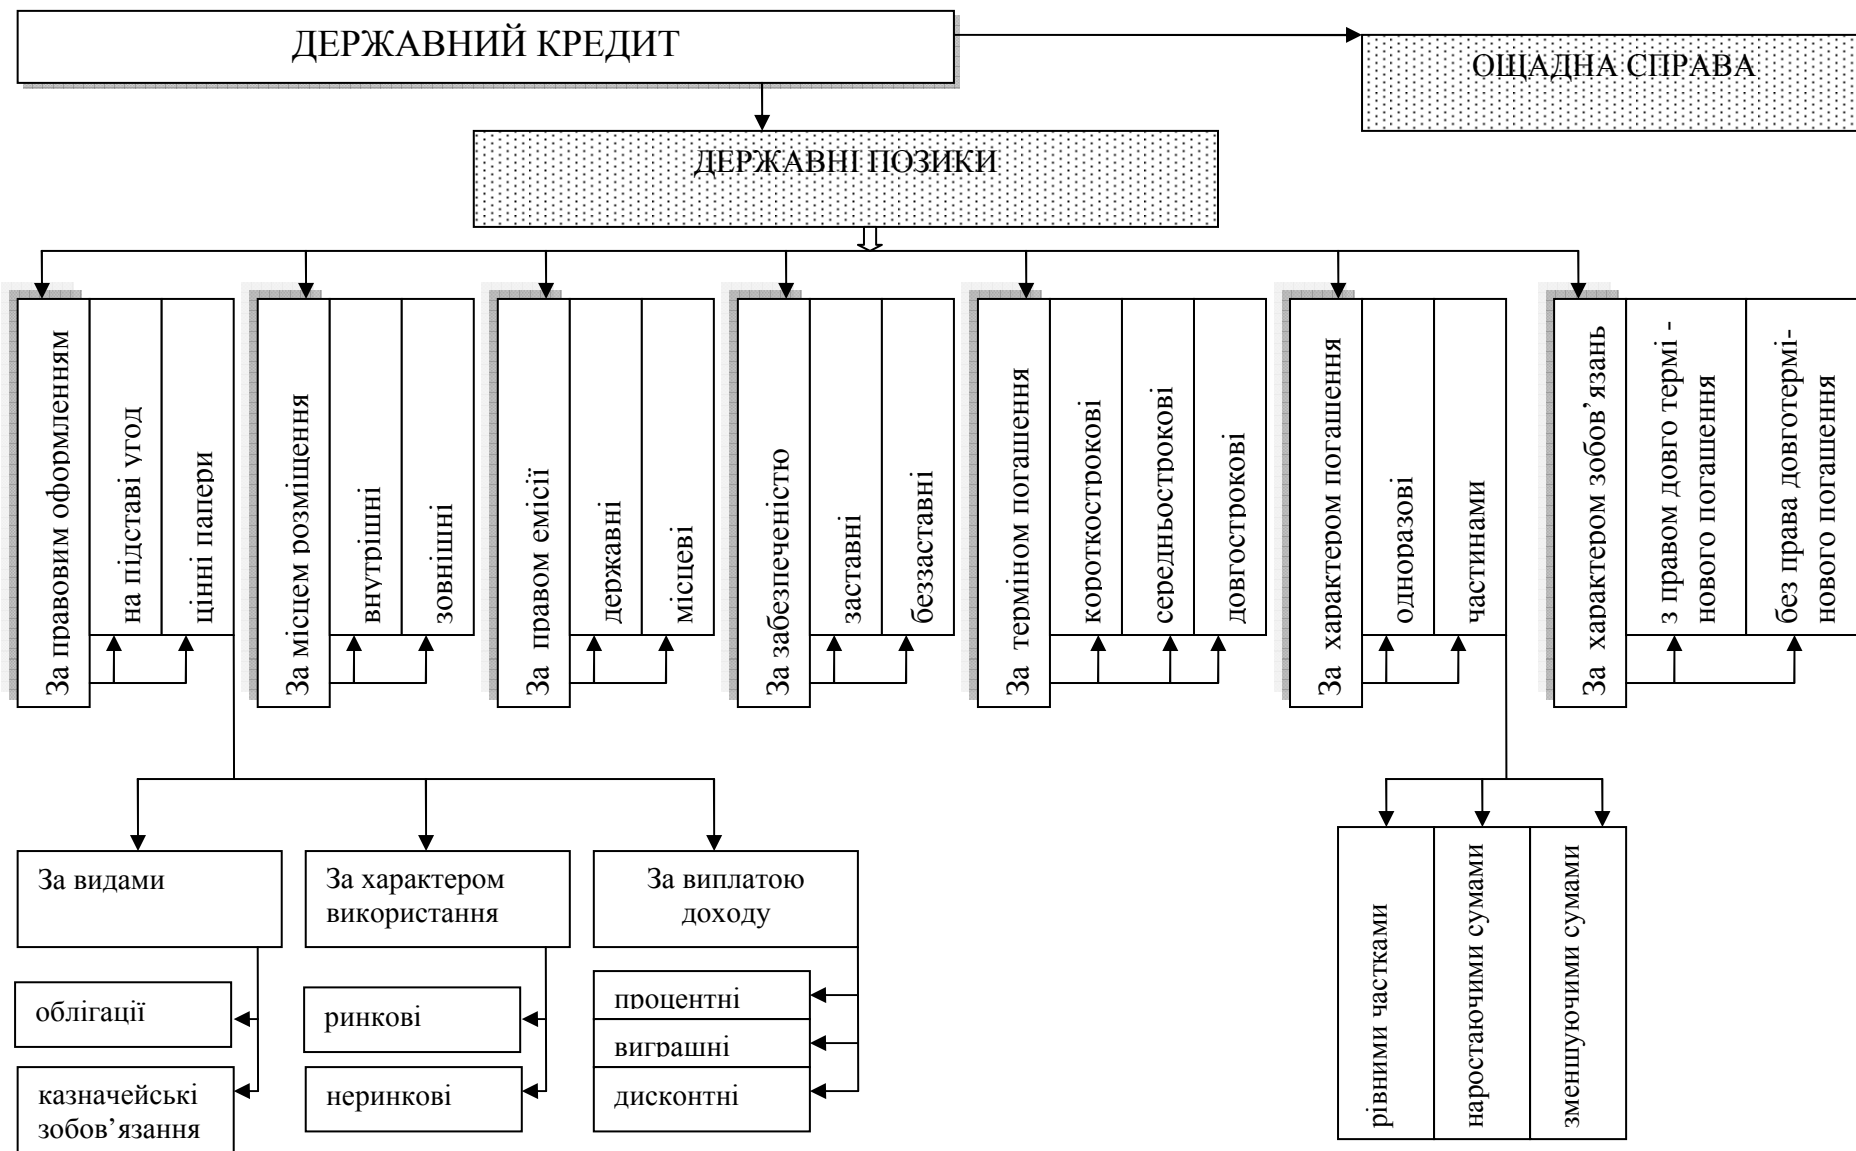 ДЕРЖАВНИЙ КРЕДИТ
ОЩАДНА СПРАВА
ДЕРЖАВНІ ПОЗИКИ
За правовим оформленням
на підставі угод
цінні папери
За місцем розміщення
внутрішні
зовнішні
За правом емісії
державні
місцеві
За забезпеченістю
заставні
беззаставні
За терміном погашення
короткострокові
середньострокові
довгострокові
За характером погашення
одноразові
частинами
За характером зобов’язань
з правом дово термі -
нового погашення
без права довготермі-
нового погашення
За видами
облігації
казначейські
зобов’язання
За характером
використання
ринкові
неринкові
За виплатою
доходу
процентні
виграшні
дисконтні
рівними частками
наростаючими сумами
зменшуючими сумами